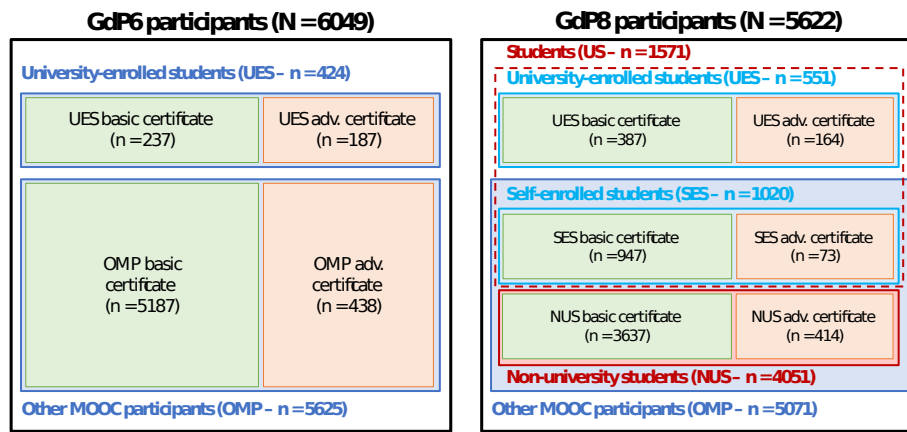 GdP6 participants (N = 6049)
University-enrolled students (UES – n = 424)
UES basic certificate
(n = 237)
UES adv. certificate
(n = 187)
OMP basic
certificate
(n = 5187)
OMP adv.
certificate
(n = 438)
Other MOOC participants (OMP – n = 5625)
GdP8 participants (N = 5622)
Students (US – n = 1571)
University-enrolled students (UES – n = 551)
UES basic certificate
(n = 387)
UES adv. certificate
(n = 164)
Self-enrolled students (SES – n = 1020)
SES basic certificate
(n = 947)
SES adv. certificate
(n = 73)
NUS basic certificate
(n = 3637)
NUS adv. certificate
(n = 414)
Non-university students (NUS – n = 4051)
Other MOOC participants (OMP – n = 5071)